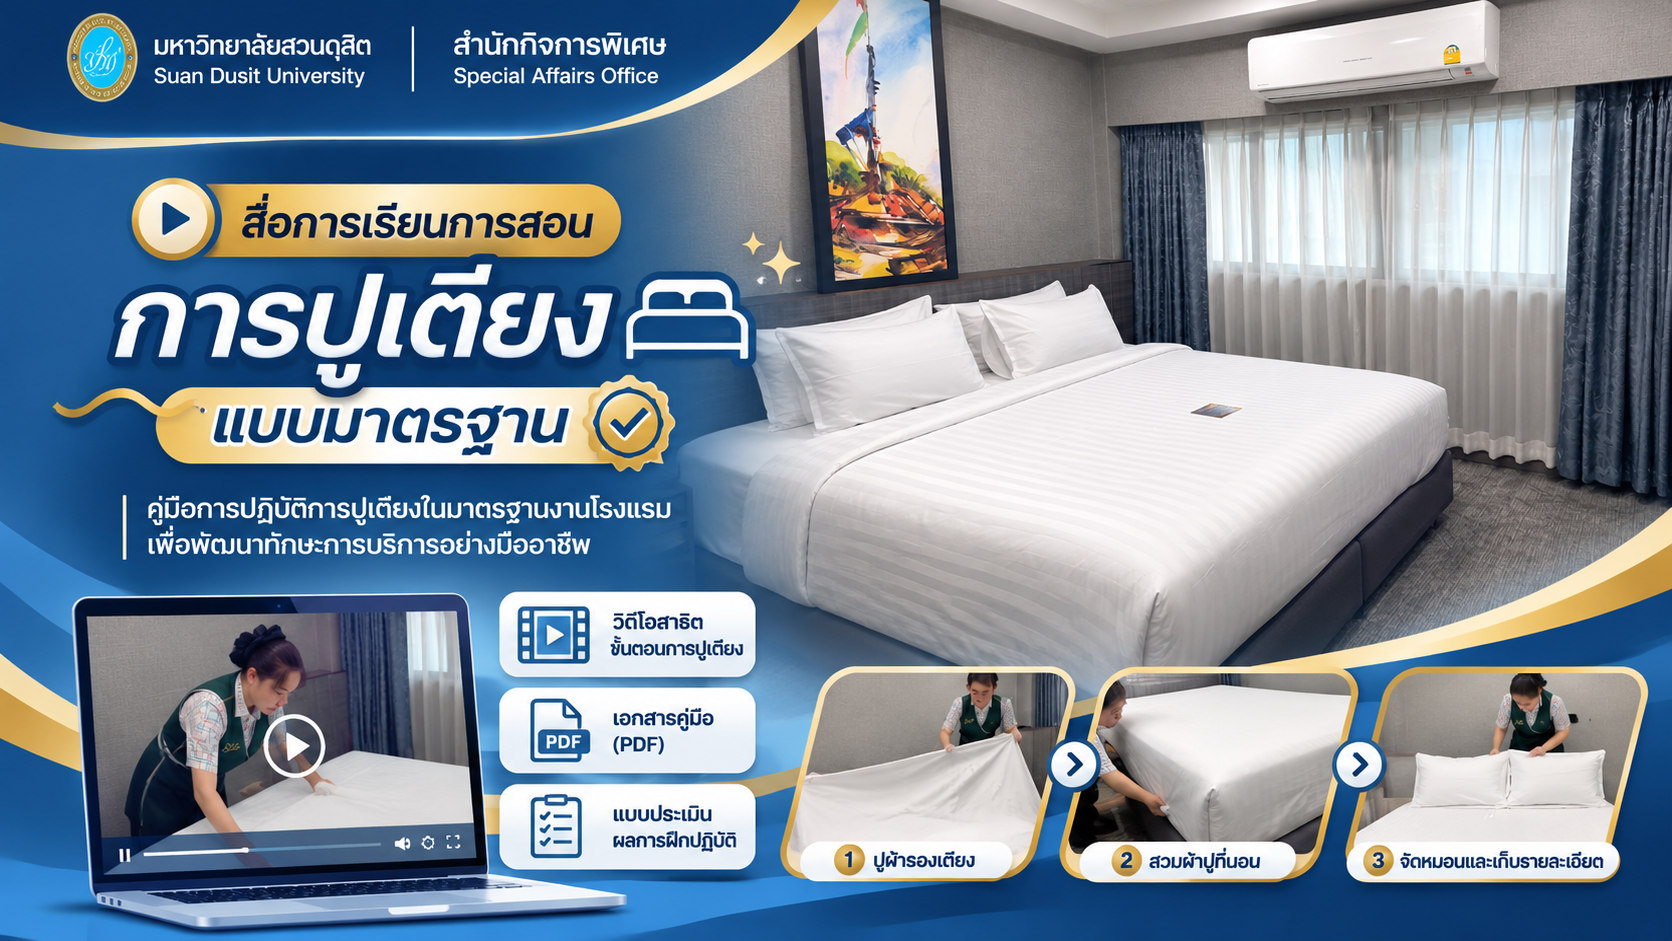 มหาวิทยาลัยสวนดุสิต
Suan Dusit University
สำนักกิจการพิเศษ
Special Affairs Office
สื่อการเรียนการสอน
การปูเตียง
แบบมาตรฐาน
คู่มือการปฏิบัติการปูเตียงในมาตรฐานงานโรงแรม
เพื่อพัฒนาทักษะการบริการอย่างมืออาชีพ
วิดีโอสาธิต
ขั้นตอนการปูเตียง
PDF
เอกสารคู่มือ
(PDF)
แบบประเมิน
ผลการฝึกปฏิบัติ
1 ปูผ้ารองเตียง
2 สวมผ้าปูที่นอน
3 จัดหมอนและเก็บรายละเอียต